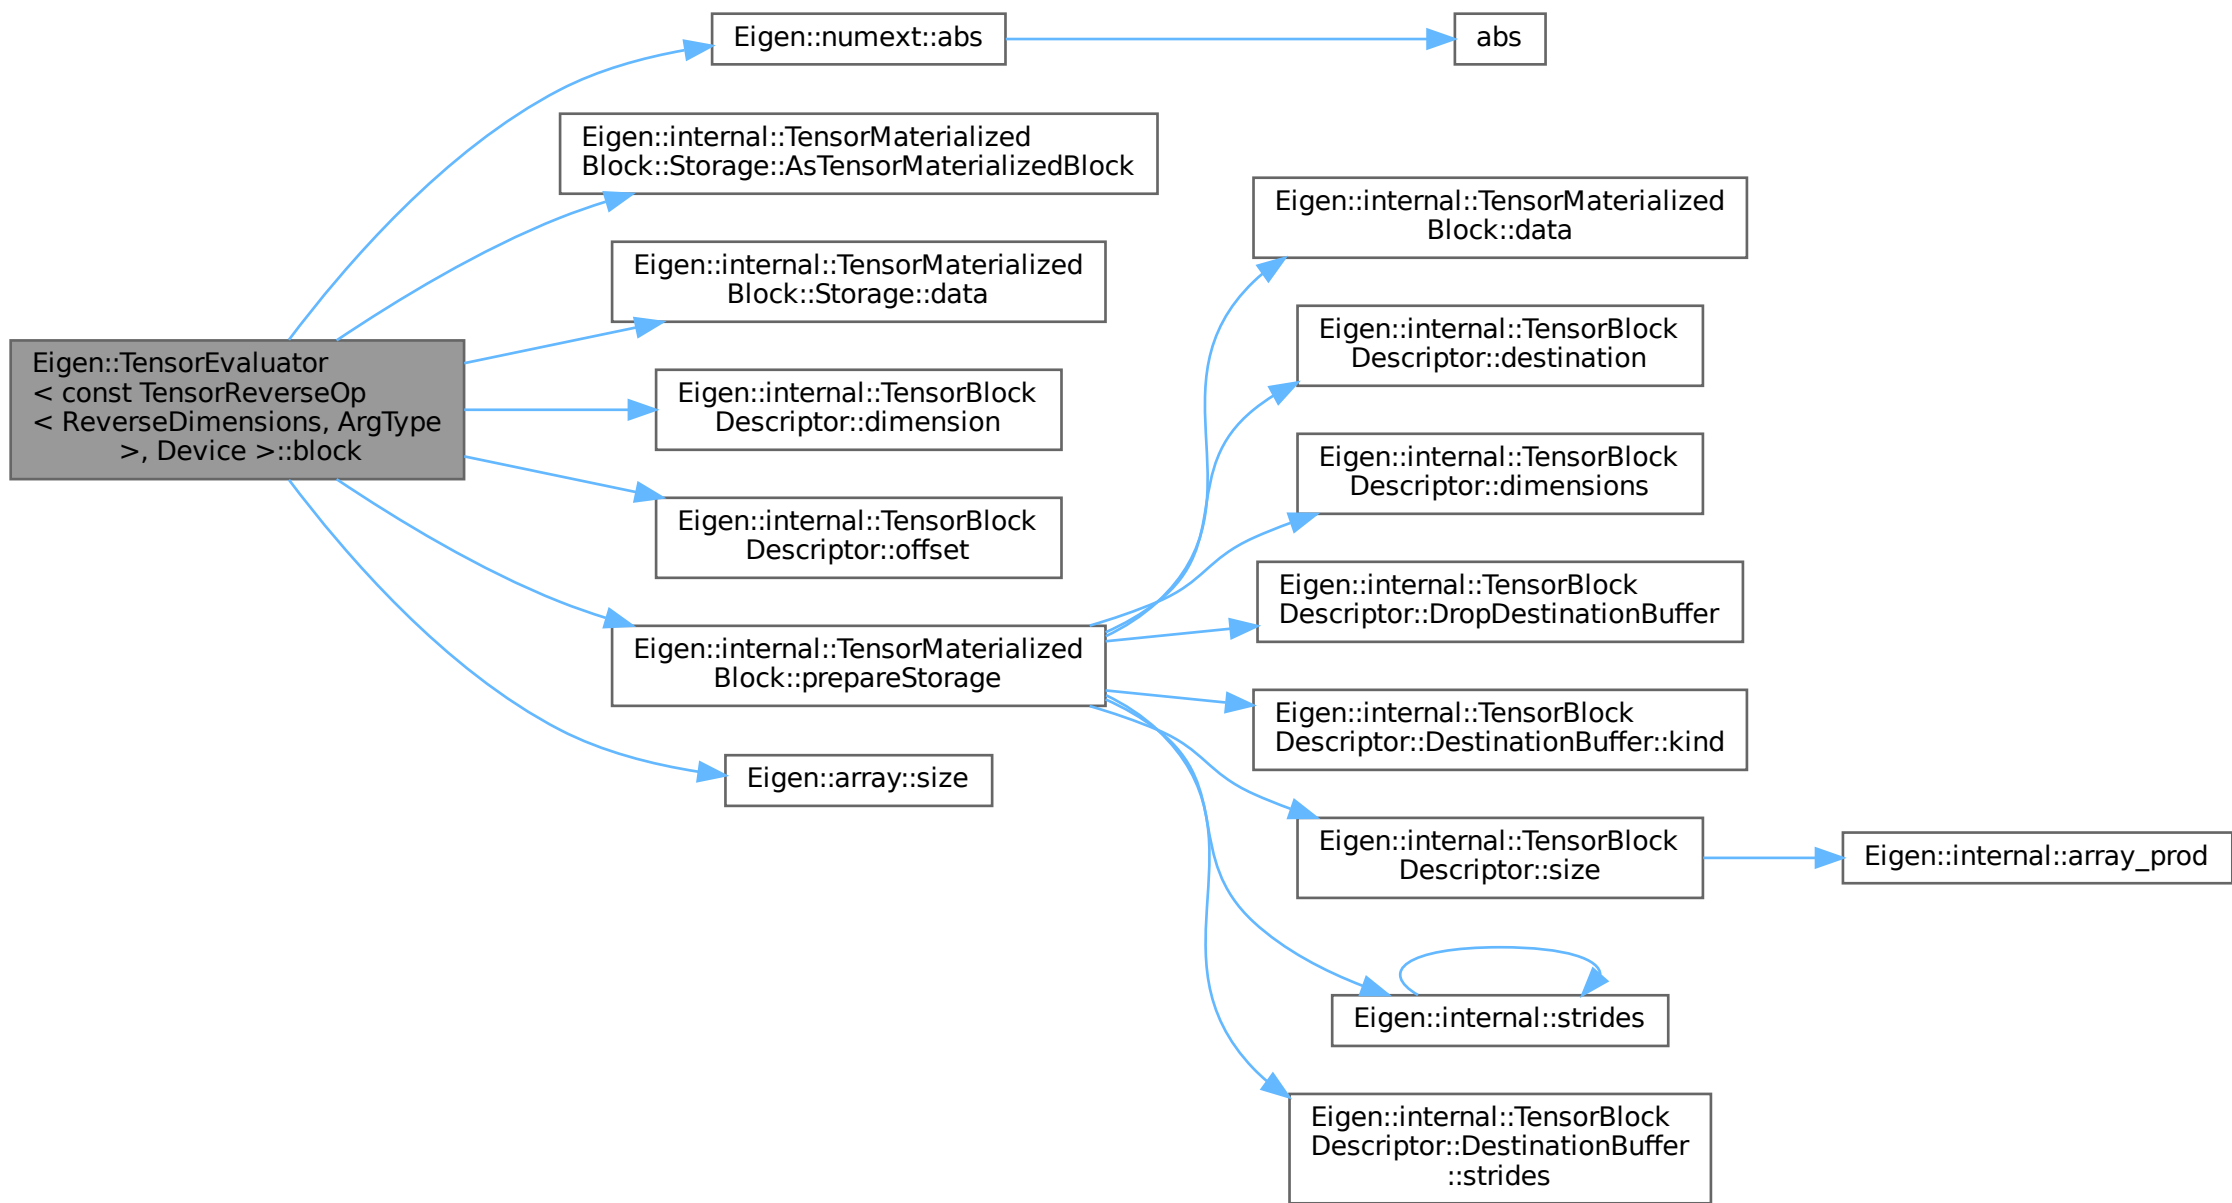 Eigen::numext::abs
abs
Eigen::internal::TensorMaterialized
Block::Storage::AsTensorMaterializedBlock
Eigen::internal::TensorMaterialized
Block::data
Eigen::internal::TensorMaterialized
Block::Storage::data
Eigen::internal::TensorBlock
Descriptor::destination
Eigen::TensorEvaluator
< const TensorReverseOp
< ReverseDimensions, ArgType
>, Device >::block
Eigen::internal::TensorBlock
Descriptor::dimension
Eigen::internal::TensorBlock
Descriptor::dimensions
Eigen::internal::TensorBlock
Descriptor::offset
Eigen::internal::TensorBlock
Descriptor::DropDestinationBuffer
Eigen::internal::TensorMaterialized
Block::prepareStorage
Eigen::internal::TensorBlock
Descriptor::DestinationBuffer::kind
Eigen::array::size
Eigen::internal::TensorBlock
Descriptor::size
Eigen::internal::array_prod
Eigen::internal::strides
Eigen::internal::TensorBlock
Descriptor::DestinationBuffer
::strides